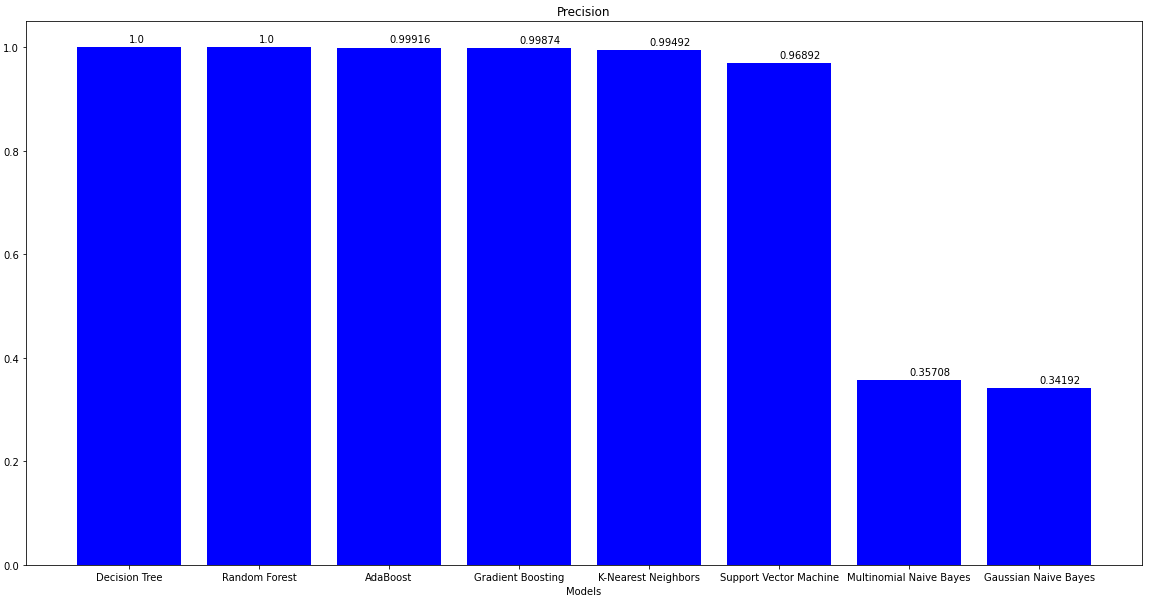 Precision
1.0
1.0
0.99916
0.99874
0.99492
0.96892
0.35708
0.34192
1.0
0.8
0.6
0.4
0.2
0.0
Decision Tree
Random Forest
AdaBoost
Gradient Boosting
K-Nearest Neighbors
Support Vector Machine
Multinomial Naive Bayes
Gaussian Naive Bayes
Models